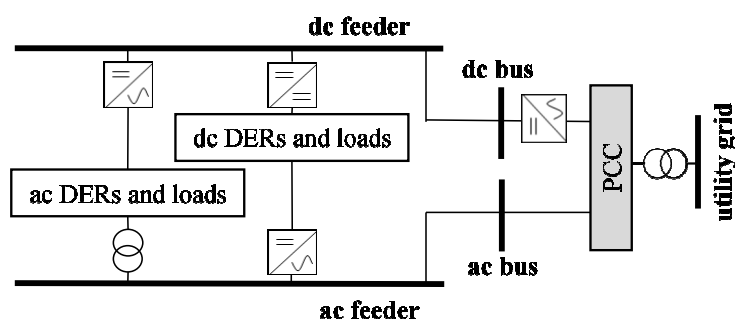 dc feeder
dc bus
dc DERs and loads
ac DERs and loads
PCC
utility grid
ac bus
ac feeder